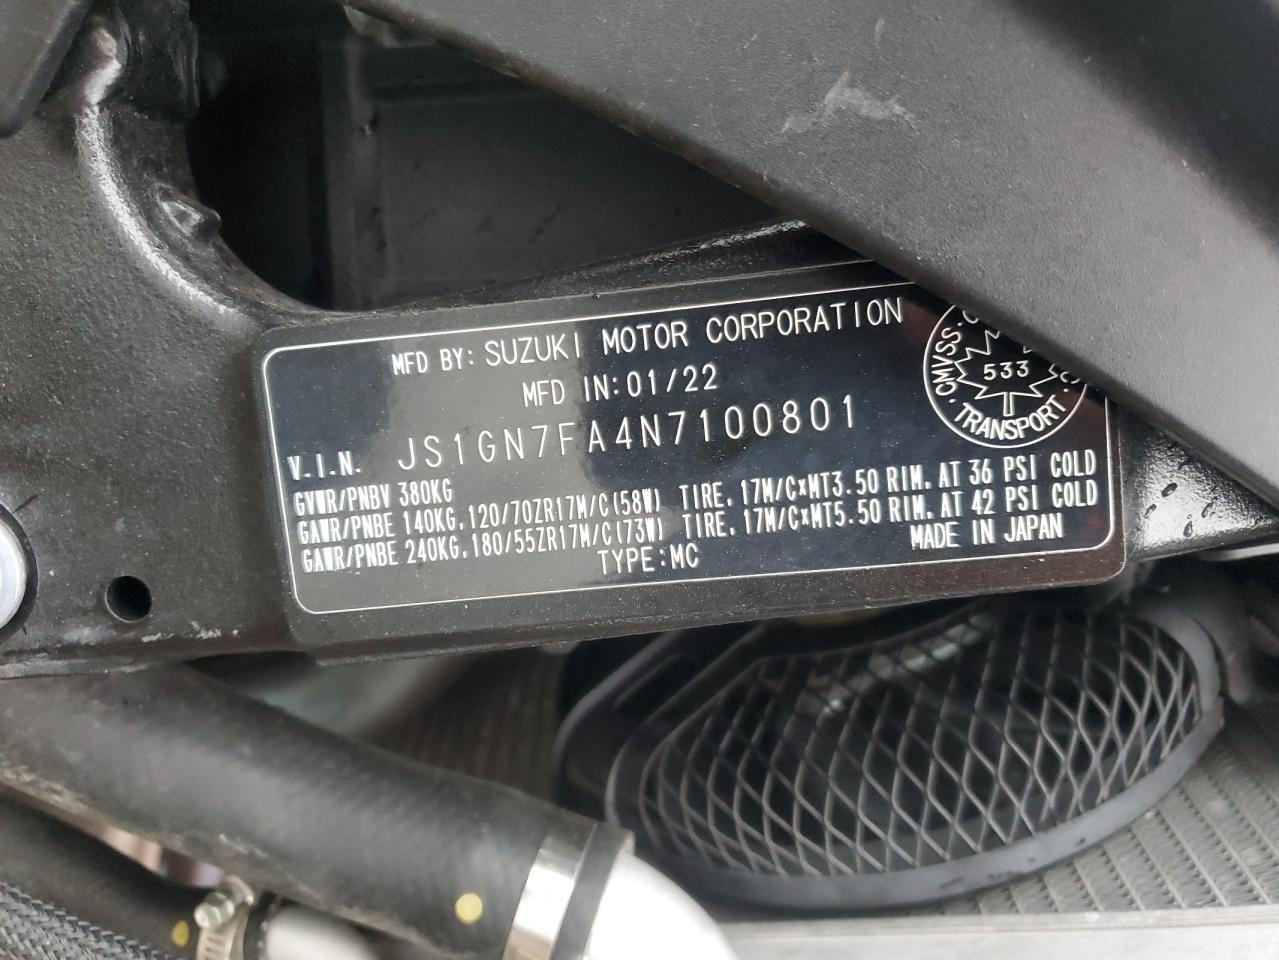 MFD BY: SUZUKI MOTOR CORPORATION
MFD IN: 01/22
V.I.N. JS1GN7FA4N7100801
GVWR/PNBV 380KG
GAWR/PNBE 140KG. 120/70ZR17M/C(58W) TIRE. 17M/C×MT3.50 RIM. AT 36 PSI COLD
GAWR/PNBE 240KG. 180/55ZR17M/C(73W) TIRE. 17M/C×MT5.50 RIM. AT 42 PSI COLD
TYPE: MC MADE IN JAPAN
533
TRANSPORT